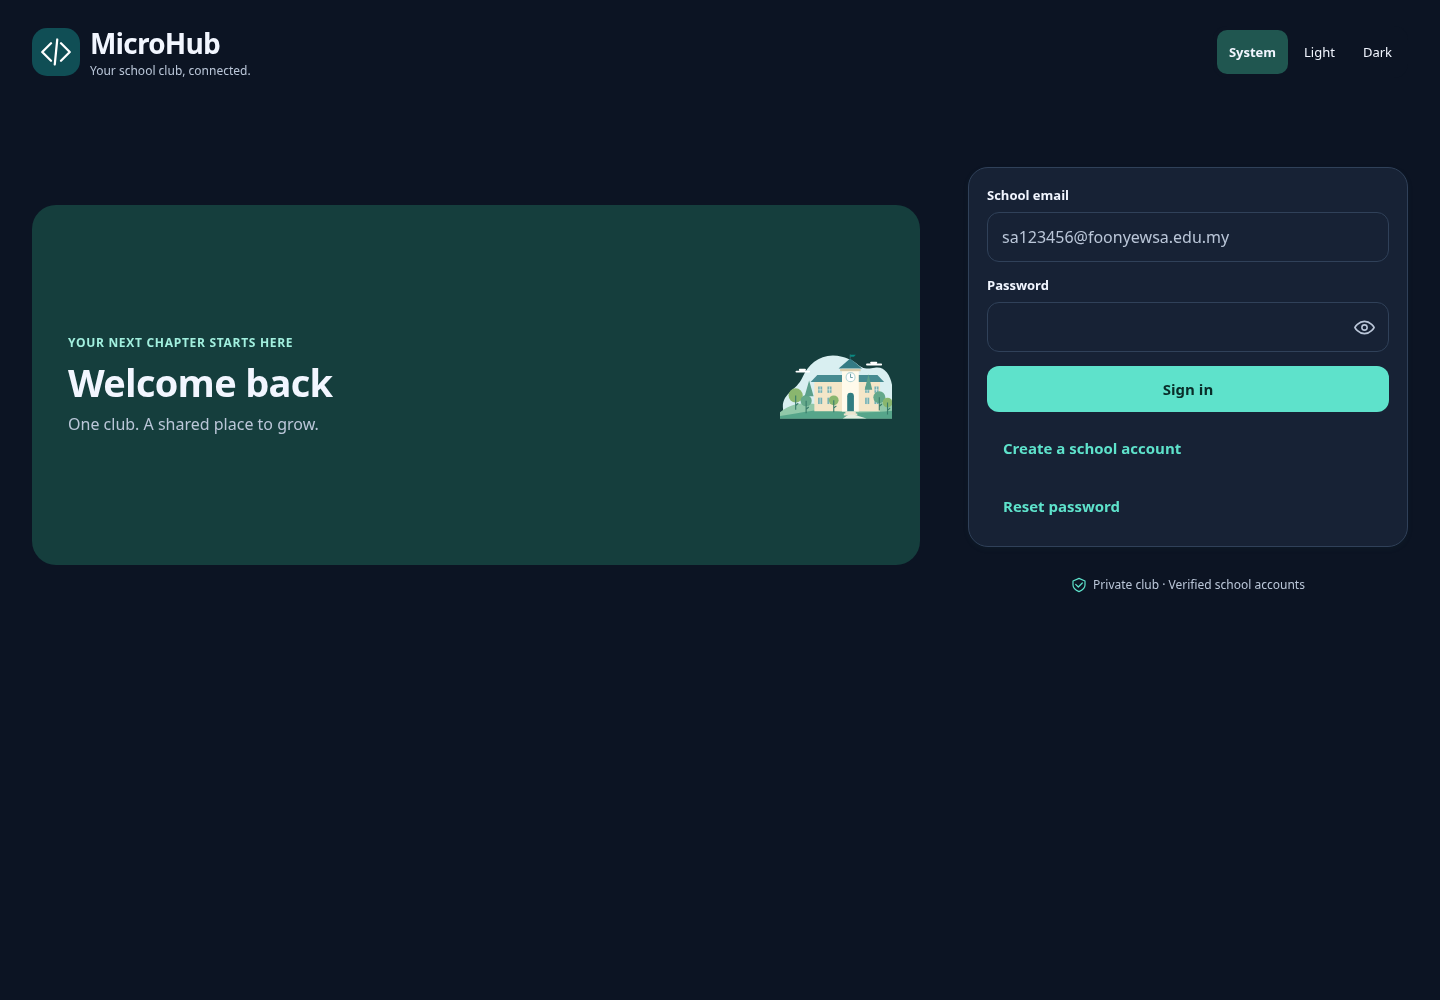 MicroHub
Your school club, connected.
System
Light
Dark
YOUR NEXT CHAPTER STARTS HERE
Welcome back
One club. A shared place to grow.
School email
sa123456@foonyewsa.edu.my
Password
Sign in
Create a school account
Reset password
Private club · Verified school accounts